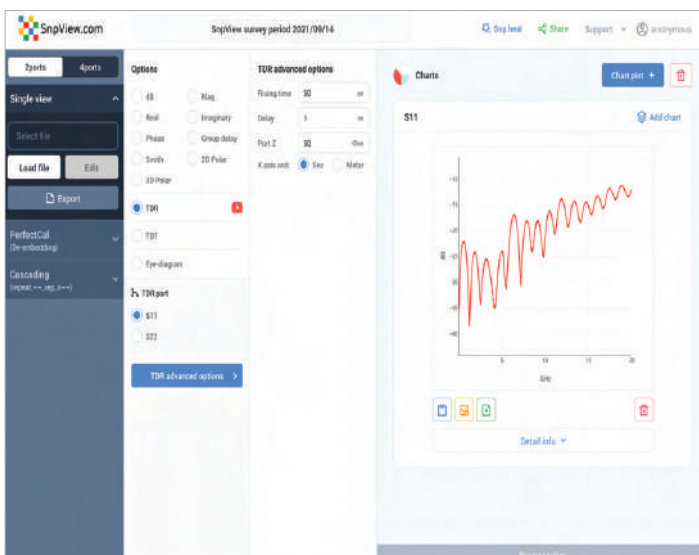 SnpView.com
SnpView survey period 2021/09/14
Share
Support
anonymous
2ports
4ports
Single view
Select file
Load file
Edit
Export
PerfectCal
(De-embedding)
Cascading
Options
dB
Mag
Real
Imaginary
Phase
Group delay
Smith
2D Polar
3D Polar
TDR
TDT
Eye-diagram
TDR port
S11
S22
TDR advanced options >
TDR advanced options
Rising time 50
Delay 1
Port Z 50 Ohm
X axis unit Sec Meter
Charts
Chart plot +
S11
Add chart
dB
5 10 15 20
GHz
Detail info